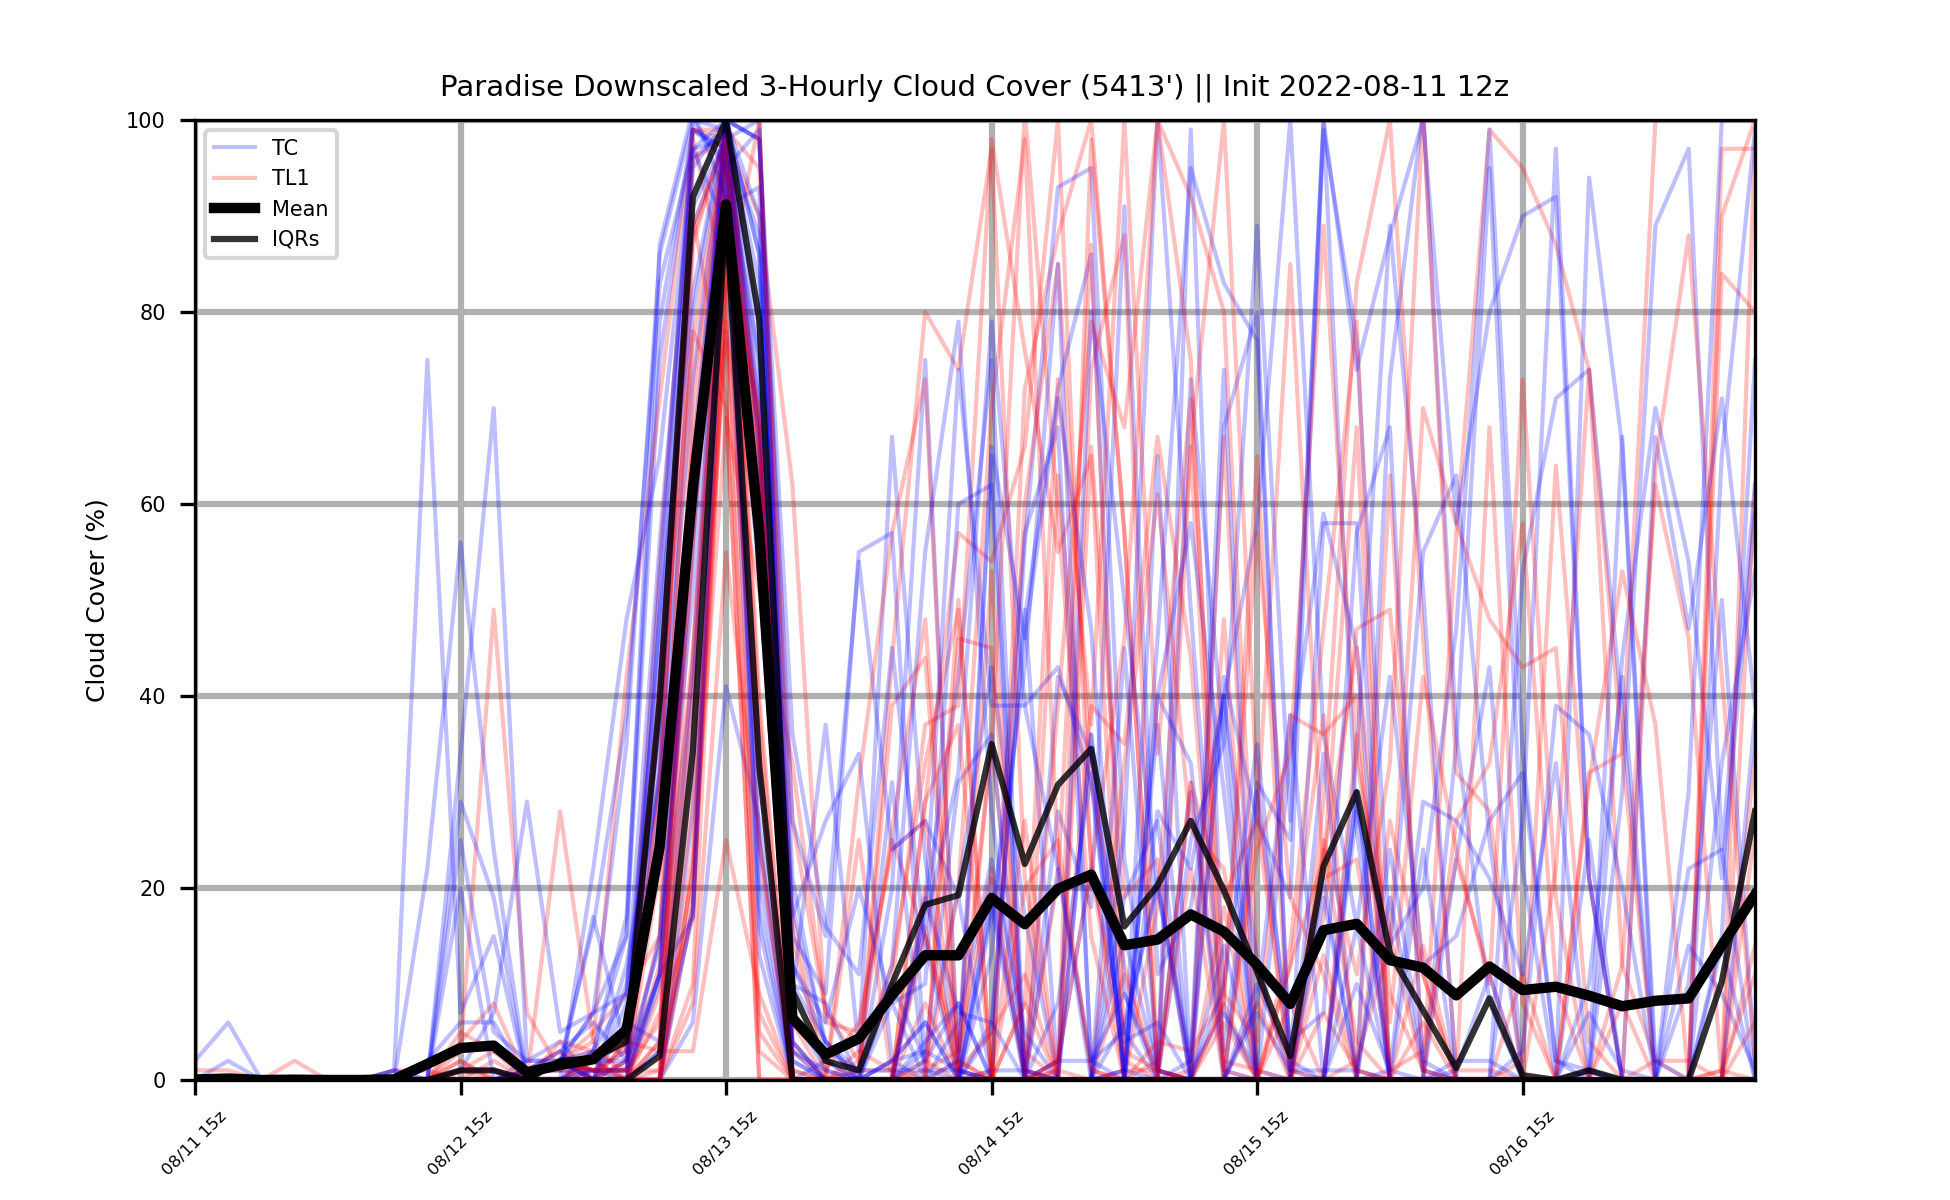 Paradise Downscaled 3-Hourly Cloud Cover (5413') || Init 2022-08-11 12z
100
80
60
40
20
0
Cloud Cover (%)
TC
TL1
Mean
IQRs
08/11 15z
08/12 15z
08/13 15z
08/14 15z
08/15 15z
08/16 15z